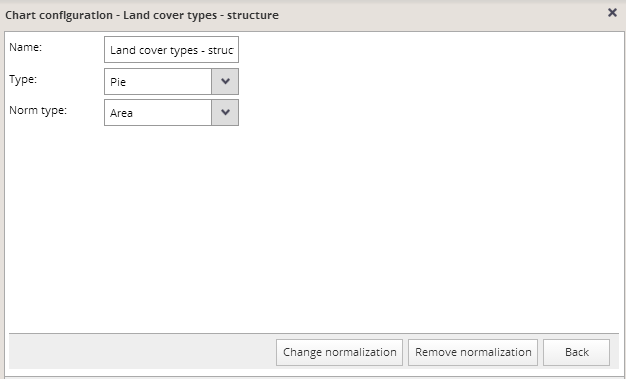 Chart configuration - Land cover types - structure
Name: Land cover types - struc
Type: Pie
Norm type: Area
Change normalization Remove normalization Back